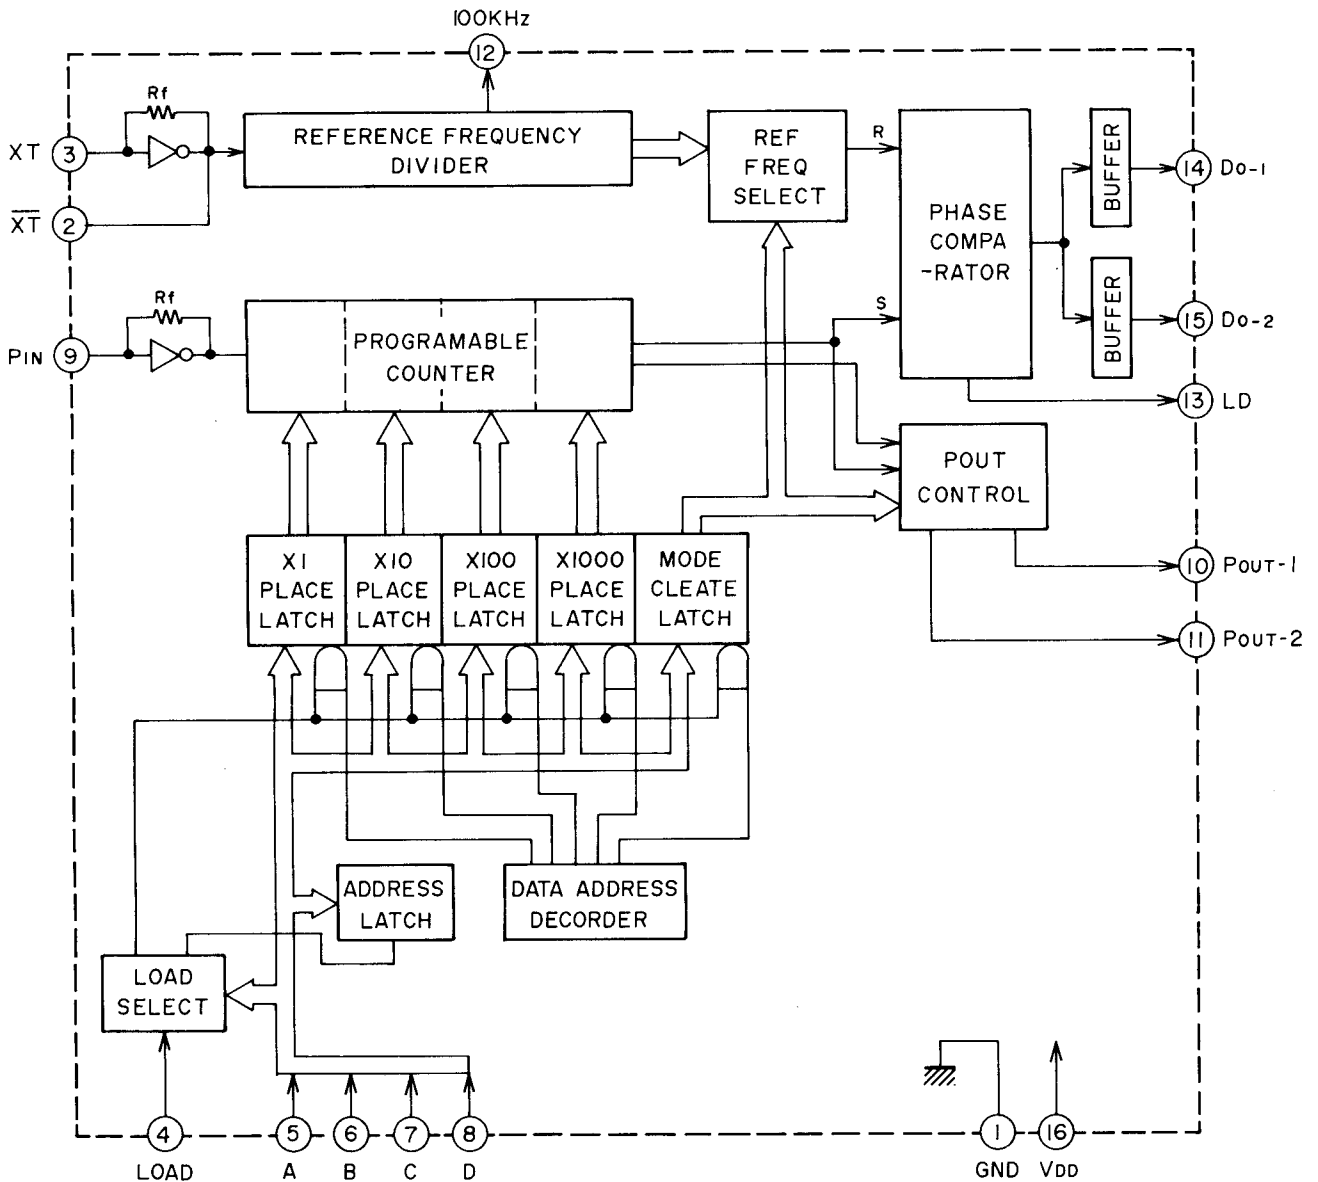 100KHz
12
Rf
XT
3
REFERENCE FREQUENCY
DIVIDER
REF
FREQ
SELECT
R
PHASE
COMPA
-RATOR
BUFFER
14
DO-1
XT
2
Rf
PIN
9
PROGRAMABLE
COUNTER
S
BUFFER
15
DO-2
13
LD
POUT
CONTROL
X1
PLACE
LATCH
X10
PLACE
LATCH
X100
PLACE
LATCH
X1000
PLACE
LATCH
MODE
CLEATE
LATCH
10
POUT-1
11
POUT-2
ADDRESS
LATCH
DATA ADDRESS
DECORDER
LOAD
SELECT
4
5
6
7
8
1
16
LOAD
A
B
C
D
GND
VDD